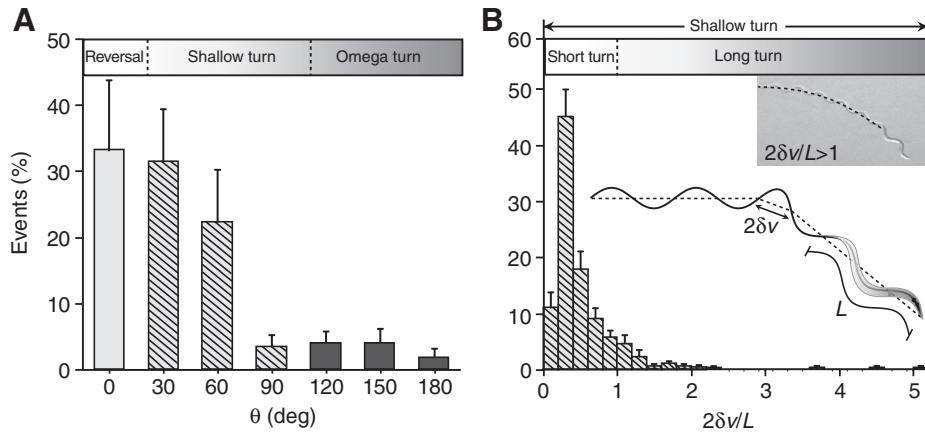 A
50
40
30
20
10
0
Events (%)
Reversal
Shallow turn
Omega turn
0 30 60 90 120 150 180
θ (deg)
B
Shallow turn
60
50
40
30
20
10
0
Short turn
Long turn
2δv/L>1
2δv
L
0 1 2 3 4 5
2δv/L